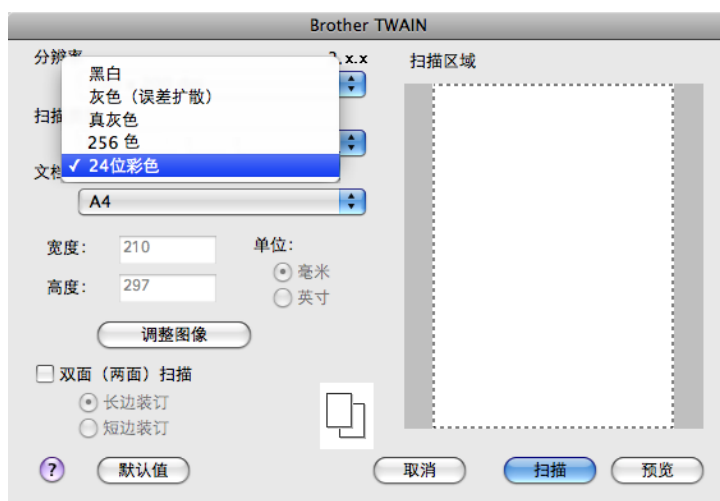 Brother TWAIN
分辨率
.x.x
扫描区域
黑白
灰色（误差扩散）
真灰色
256 色
✓ 24位彩色
扫描
文档
A4
宽度：
210
单位：
毫米
高度：
297
英寸
调整图像
双面（两面）扫描
长边装订
短边装订
?
默认值
取消
扫描
预览